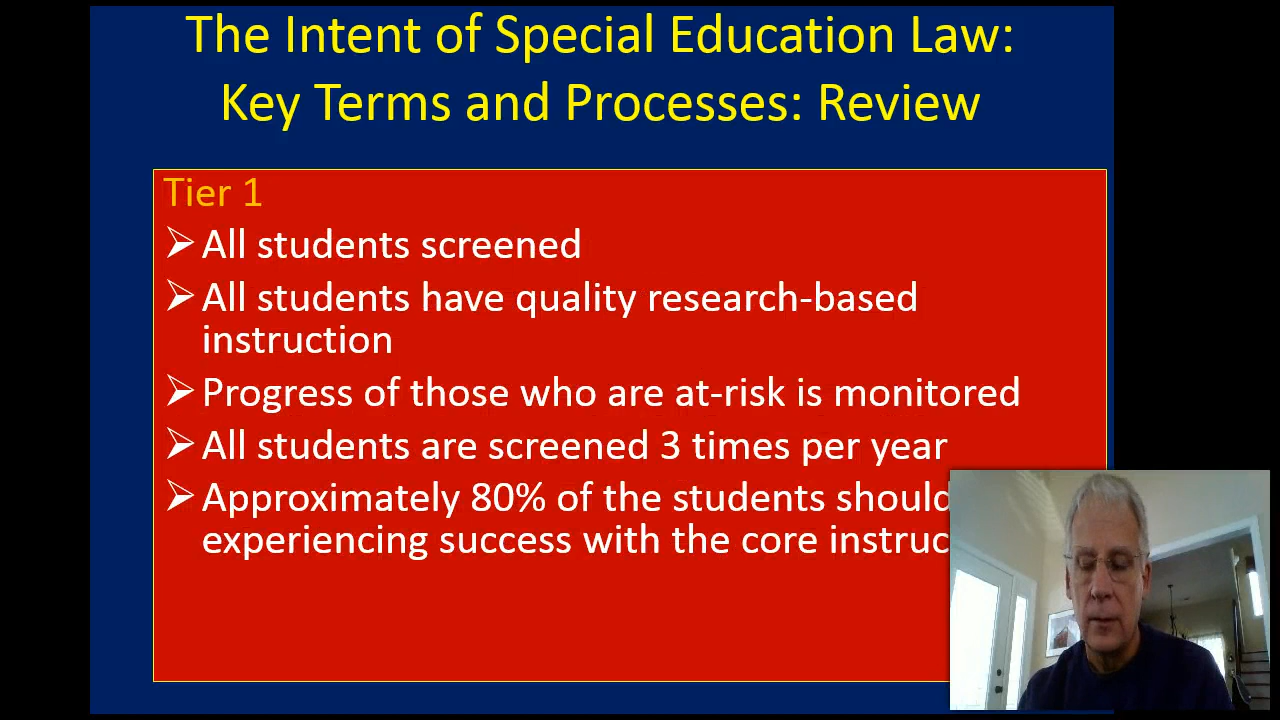 The Intent of Special Education Law:
Key Terms and Processes: Review
Tier 1
➢ All students screened
➢ All students have quality research-based
instruction
➢ Progress of those who are at-risk is monitored
➢ All students are screened 3 times per year
➢ Approximately 80% of the students should
experiencing success with the core